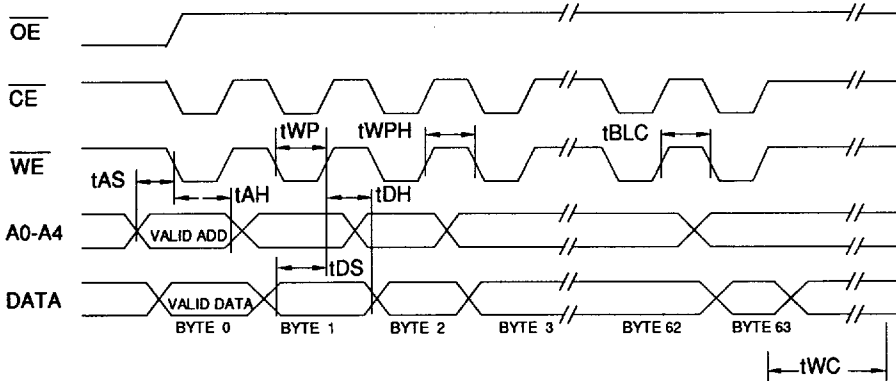 OE
CE
tWP tWPH tBLC
WE
tAS tAH tDH
A0-A4 VALID ADD
tDS
DATA VALID DATA
BYTE 0 BYTE 1 BYTE 2 BYTE 3 BYTE 62 BYTE 63
tWC